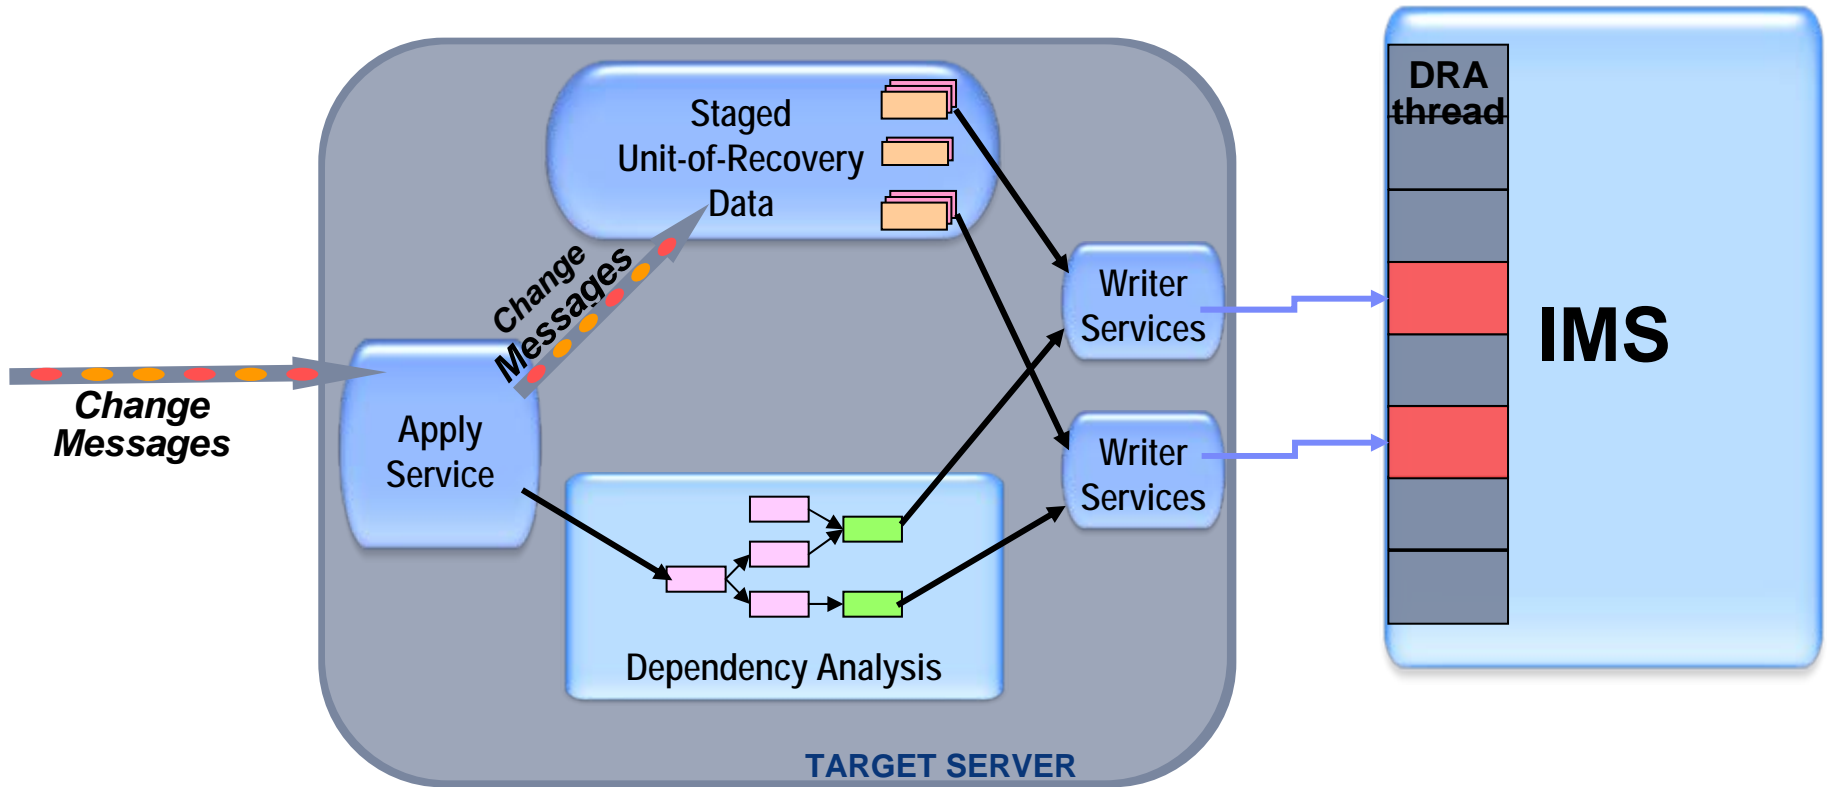 Change
Messages
Apply
Service
Change
Messages
Staged
Unit-of-Recovery
Data
Dependency Analysis
Writer
Services
Writer
Services
TARGET SERVER
DRA
thread
IMS